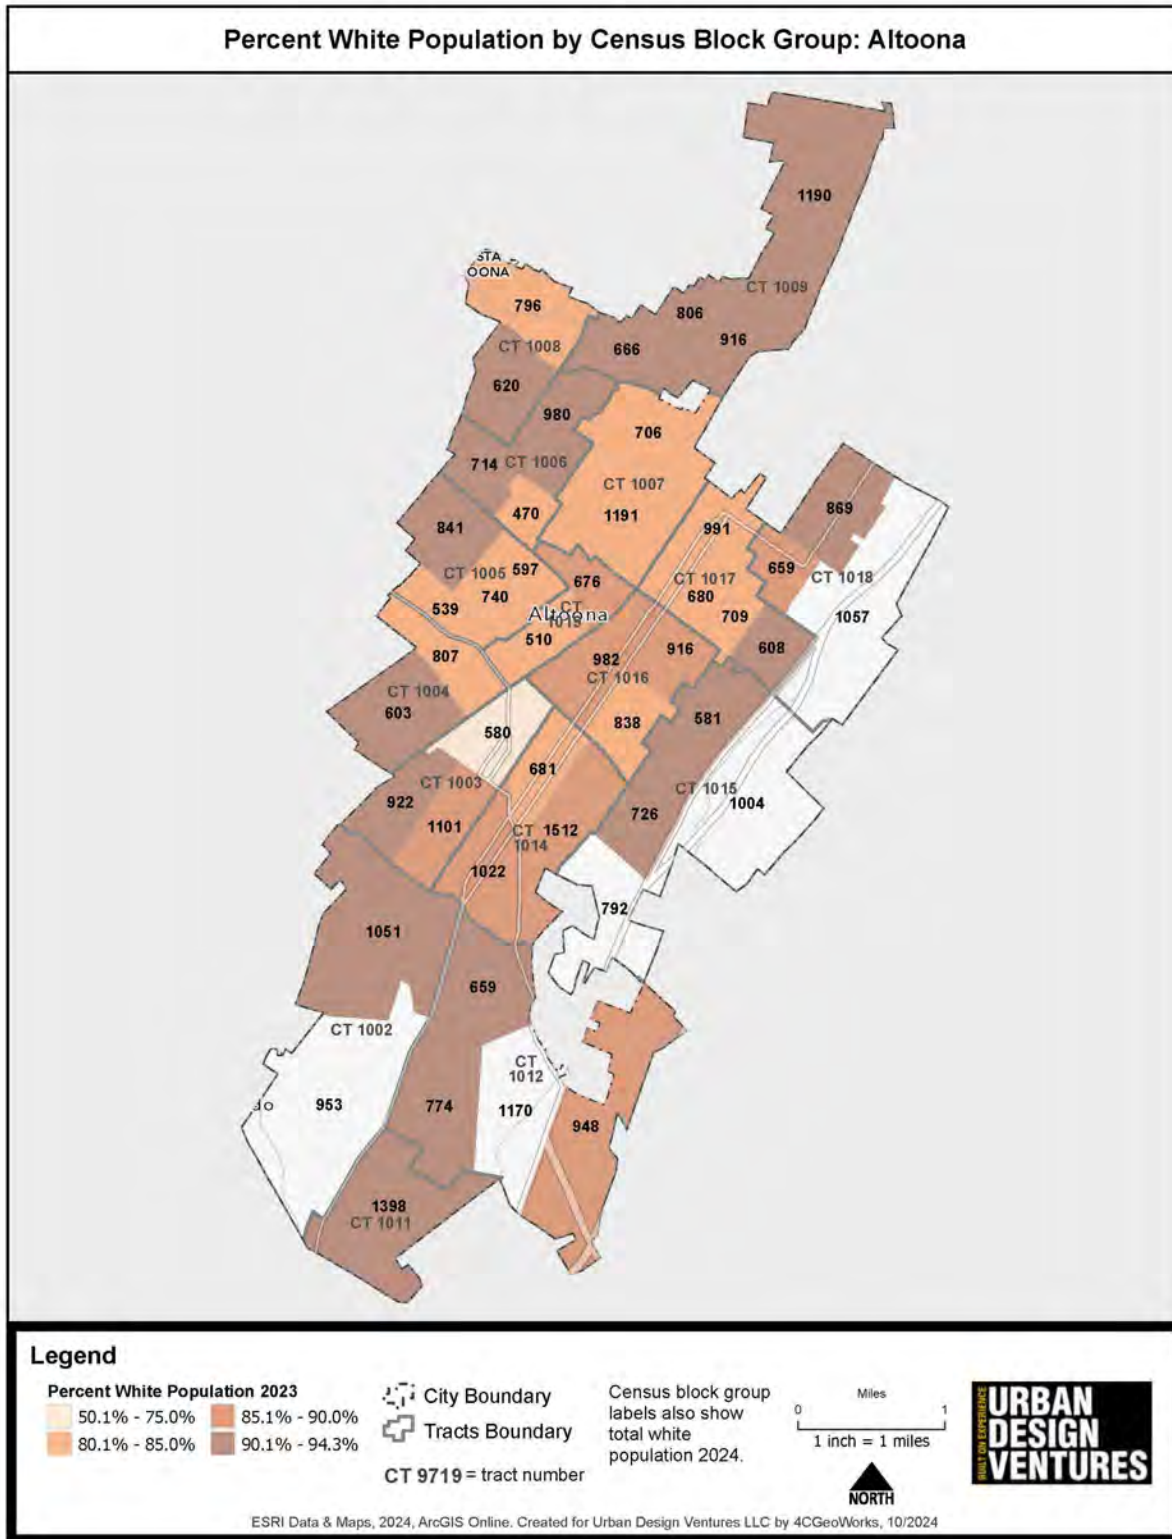 Percent White Population by Census Block Group: Altoona
1190
STA
OONA
CT 1009
796
806
916
666
CT 1008
620
980
706
714
CT 1006
CT 1007
869
470
1191
991
841
597
659
CT 1005
676
CT 1017
CT 1018
740
680
539
CT
1057
Altoona
709
510
608
807
982
916
CT 1016
CT 1004
603
581
838
580
681
CT 1003
CT 1015
922
1004
726
1101
CT
1014
1512
1022
792
1051
659
CT 1002
CT
1012
953
774
1170
948
1398
CT 1011
Legend
Percent White Population 2023
50.1% - 75.0%
85.1% - 90.0%
80.1% - 85.0%
90.1% - 94.3%
City Boundary
Tracts Boundary
CT 9719 = tract number
Census block group
labels also show
total white
population 2024.
Miles
0 1
1 inch = 1 miles
NORTH
BUILT ON EXPERIENCE
URBAN
DESIGN
VENTURES
ESRI Data & Maps, 2024, ArcGIS Online. Created for Urban Design Ventures LLC by 4CGeoWorks, 10/2024